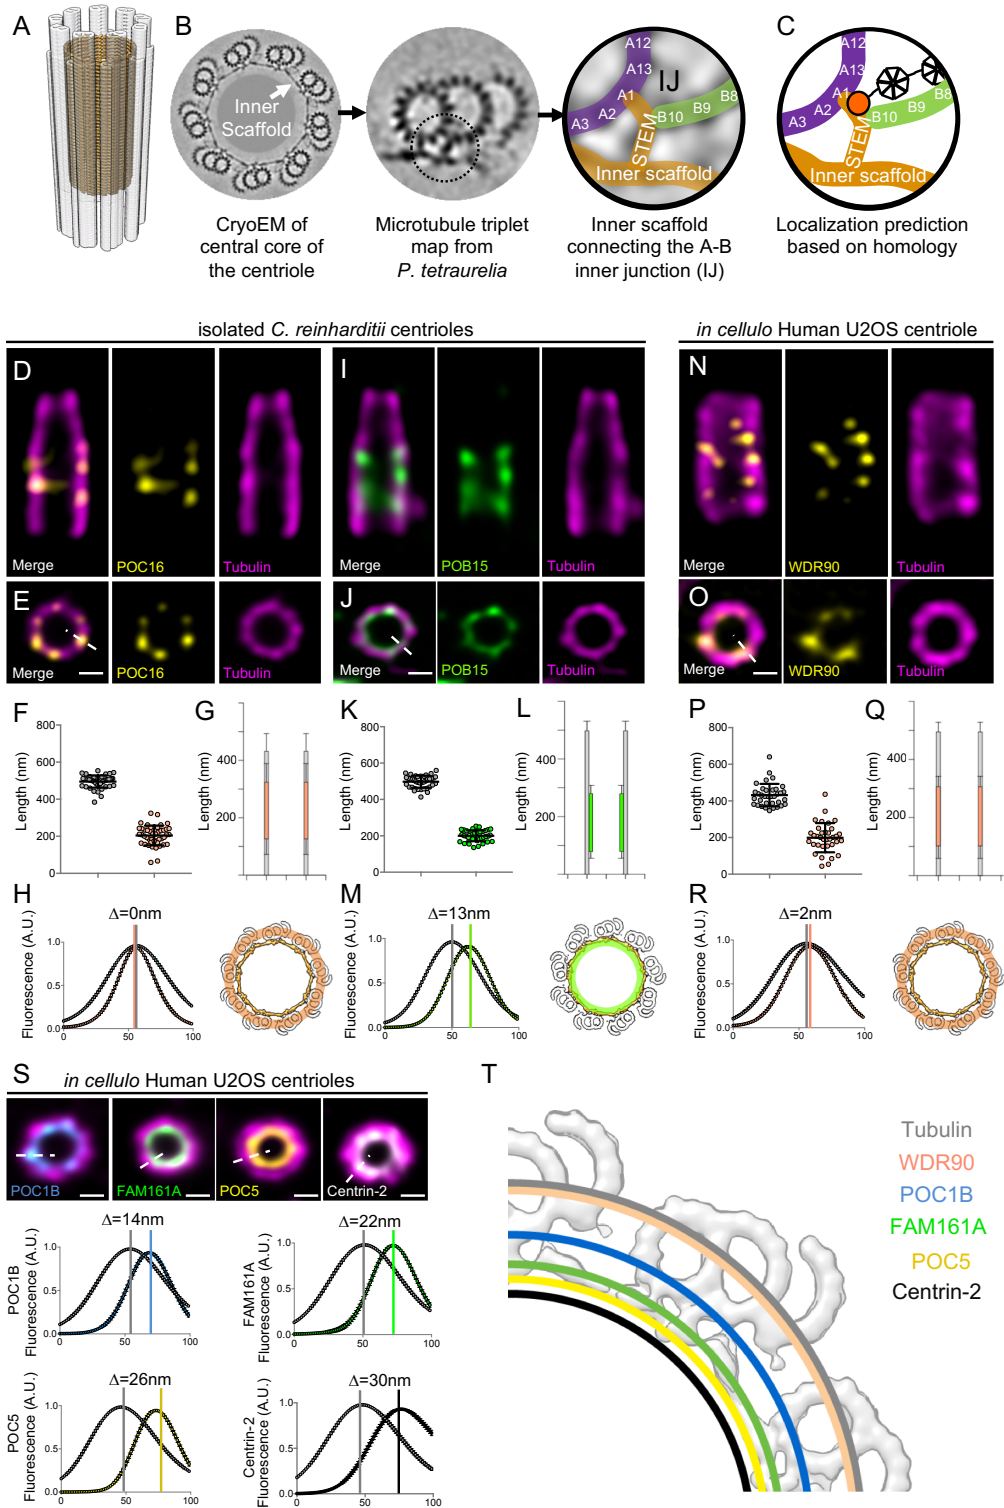 A
B
C
Inner
Scaffold
IJ
A12
A13
A1
A2
A3
B10
B9
B8
STEM
Inner scaffold
A12
A13
A1
A2
A3
B10
B9
B8
STEM
Inner scaffold
CryoEM of
central core of
the centriole
Microtubule triplet
map from
P. tetraurelia
Inner scaffold
connecting the A-B
inner junction (IJ)
Localization prediction
based on homology
isolated C. reinharditii centrioles
in cellulo Human U2OS centriole
D
Merge
POC16
Tubulin
I
Merge
POB15
Tubulin
N
Merge
WDR90
Tubulin
E
Merge
POC16
Tubulin
J
Merge
POB15
Tubulin
O
Merge
WDR90
Tubulin
F
Length (nm)
800
600
400
200
0
G
Length (nm)
400
200
K
Length (nm)
800
600
400
200
0
L
Length (nm)
400
200
P
Length (nm)
800
600
400
200
0
Q
Length (nm)
400
200
H
Δ=0nm
Fluorescence (A.U.)
1.0
0.5
0.0
0
50
100
M
Δ=13nm
Fluorescence (A.U.)
1.0
0.5
0.0
0
50
100
R
Δ=2nm
Fluorescence (A.U.)
1.0
0.5
0.0
0
50
100
S
in cellulo Human U2OS centrioles
POC1B
FAM161A
POC5
Centrin-2
Δ=14nm
POC1B
Fluorescence (A.U.)
1.0
0.5
0.0
0
50
100
Δ=22nm
FAM161A
Fluorescence (A.U.)
1.0
0.5
0.0
0
50
100
Δ=26nm
POC5
Fluorescence (A.U.)
1.0
0.5
0.0
0
50
100
Δ=30nm
Centrin-2
Fluorescence (A.U.)
1.0
0.5
0.0
0
50
100
T
Tubulin
WDR90
POC1B
FAM161A
POC5
Centrin-2